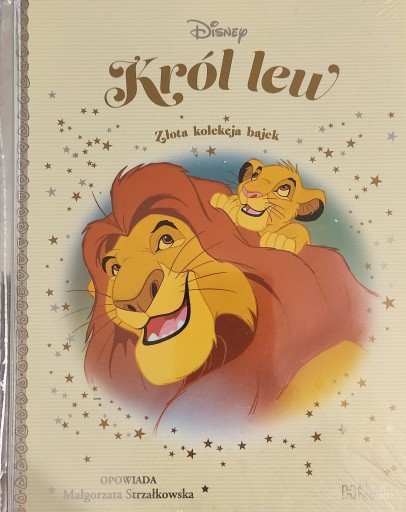 Disney
Król lew
Złota kolekcja bajek
OPOWIADA
Małgorzata Strzałkowska